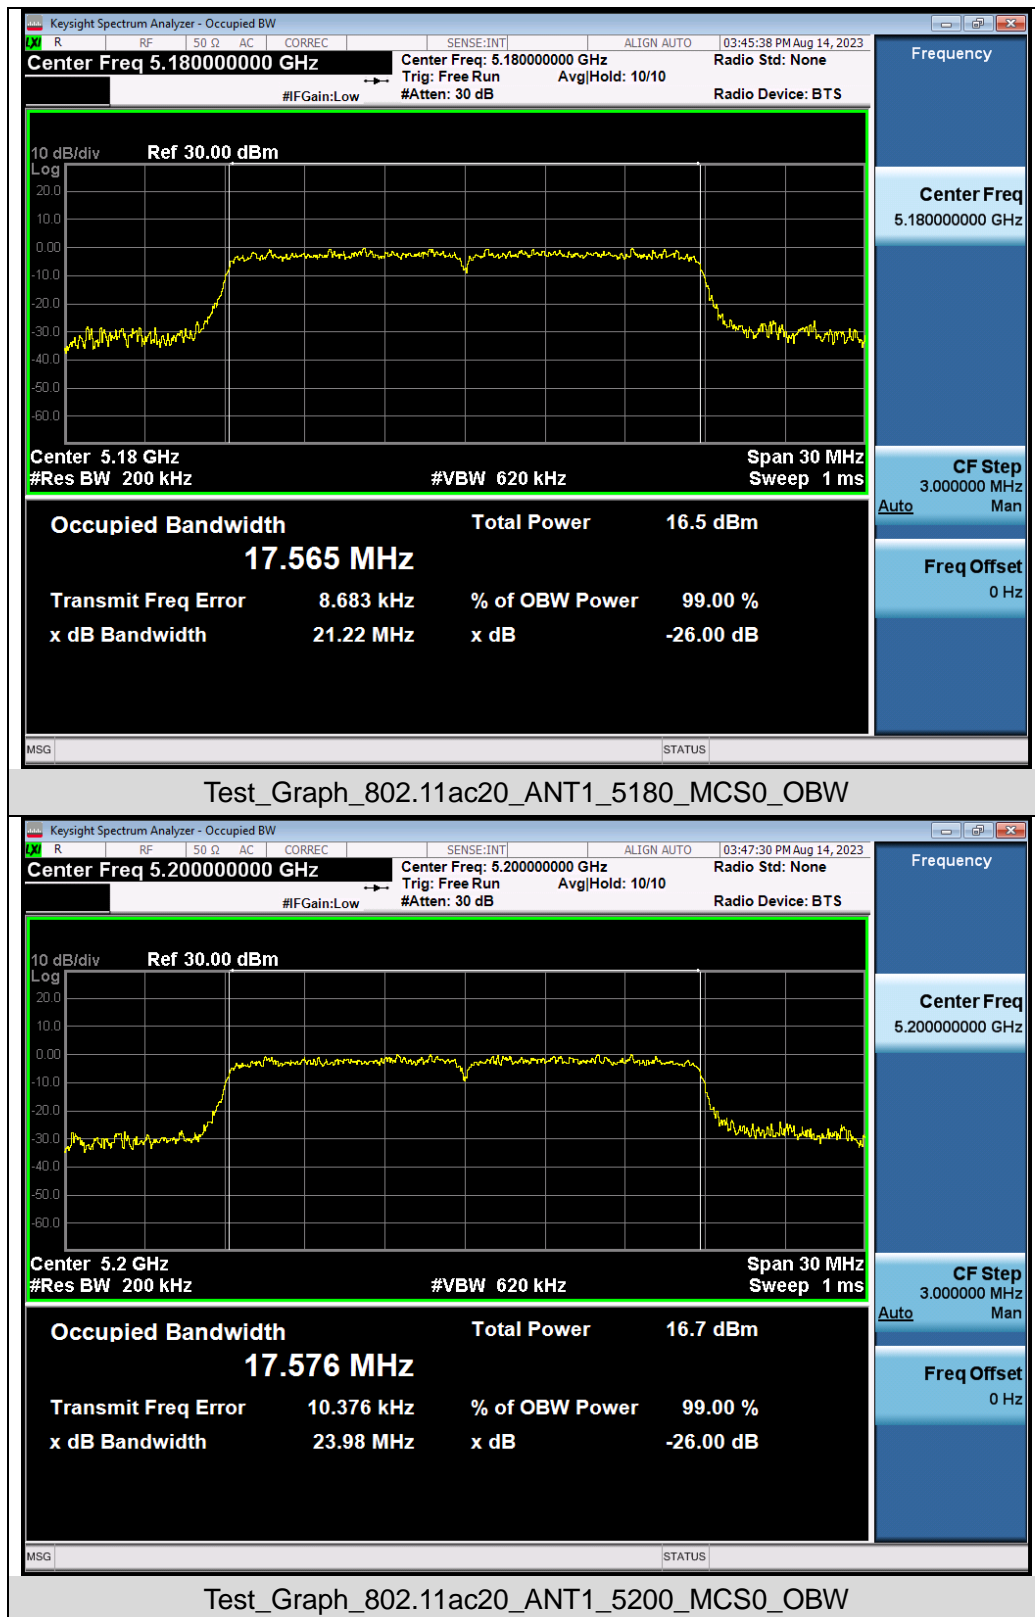 Keysight Spectrum Analyzer - Occupied BW
LXI R RF 50 Ω AC CORREC SENSE:INT ALIGN AUTO 03:45:38 PM Aug 14, 2023
Center Freq 5.180000000 GHz
Center Freq: 5.180000000 GHz Radio Std: None
Trig: Free Run Avg|Hold: 10/10
#IFGain:Low #Atten: 30 dB Radio Device: BTS
Frequency
10 dB/div Ref 30.00 dBm
Log
20.0
10.0
0.00
-10.0
-20.0
-30.0
-40.0
-50.0
-60.0
Center Freq
5.180000000 GHz
Center 5.18 GHz Span 30 MHz
#Res BW 200 kHz #VBW 620 kHz Sweep 1 ms
CF Step
3.000000 MHz
Auto Man
Occupied Bandwidth Total Power 16.5 dBm
17.565 MHz
Freq Offset
0 Hz
Transmit Freq Error 8.683 kHz % of OBW Power 99.00 %
x dB Bandwidth 21.22 MHz x dB -26.00 dB
MSG STATUS
Test_Graph_802.11ac20_ANT1_5180_MCS0_OBW
Keysight Spectrum Analyzer - Occupied BW
LXI R RF 50 Ω AC CORREC SENSE:INT ALIGN AUTO 03:47:30 PM Aug 14, 2023
Center Freq 5.200000000 GHz
Center Freq: 5.200000000 GHz Radio Std: None
Trig: Free Run Avg|Hold: 10/10
#IFGain:Low #Atten: 30 dB Radio Device: BTS
Frequency
10 dB/div Ref 30.00 dBm
Log
20.0
10.0
0.00
-10.0
-20.0
-30.0
-40.0
-50.0
-60.0
Center Freq
5.200000000 GHz
Center 5.2 GHz Span 30 MHz
#Res BW 200 kHz #VBW 620 kHz Sweep 1 ms
CF Step
3.000000 MHz
Auto Man
Occupied Bandwidth Total Power 16.7 dBm
17.576 MHz
Freq Offset
0 Hz
Transmit Freq Error 10.376 kHz % of OBW Power 99.00 %
x dB Bandwidth 23.98 MHz x dB -26.00 dB
MSG STATUS
Test_Graph_802.11ac20_ANT1_5200_MCS0_OBW